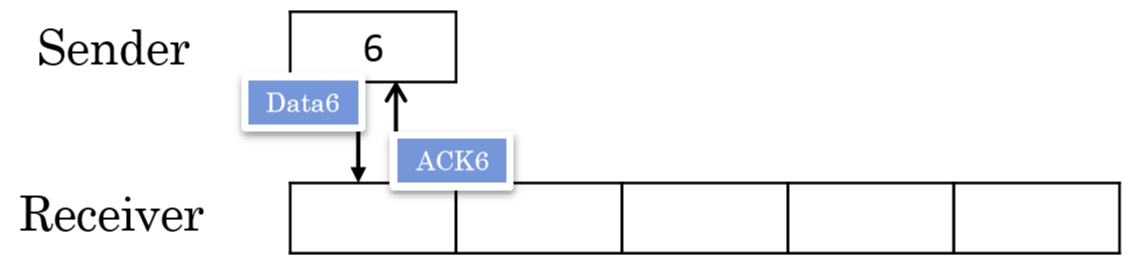 Sender
6
Data6
ACK6
Receiver